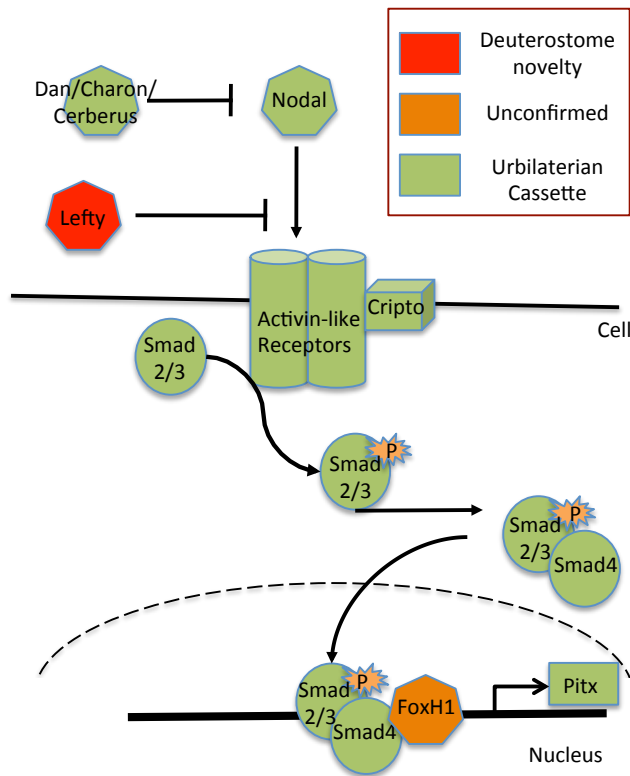 Dan/Charon/
Cerberus
Nodal
Deuterostome
novelty
Unconfirmed
Urbilaterian
Cassette
Lefty
Activin-like
Receptors
Cripto
Cell
Smad
2/3
P
Smad
2/3
P
Smad
2/3
Smad4
P
Smad
2/3
Smad4
FoxH1
Pitx
Nucleus